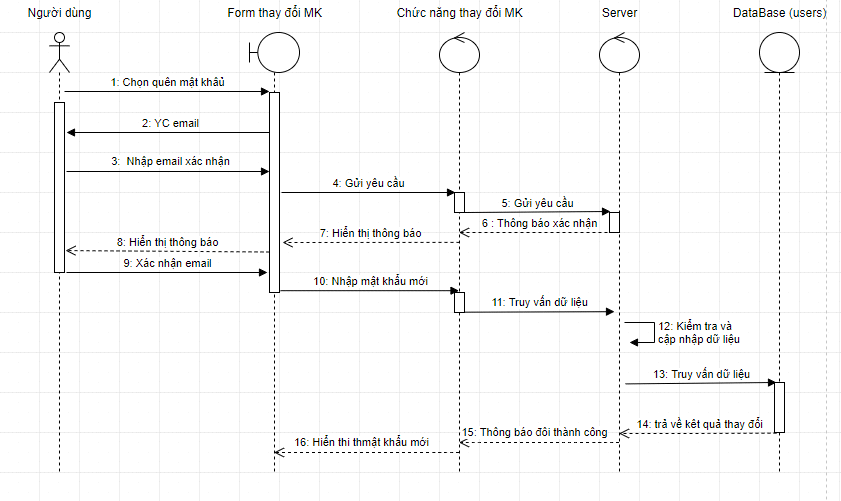 Người dùng
Form thay đổi MK
Chức năng thay đổi MK
Server
DataBase (users)
1: Chọn quên mật khẩủ
2: YC email
3: Nhập email xác nhận
4: Gửi yêu cầu
5: Gửi yêu cầu
6 : Thông báo xác nhận
7: Hiển thị thông báo
8: Hiển thị thông báo
9: Xác nhận email
10: Nhập mật khẩu mới
11: Truy vấn dữ liệu
12: Kiểm tra và
cập nhập dữ liệu
13: Truy vấn dữ liệu
14: trả về kết quả thay đổi
15: Thông báo đôi thành công
16: Hiển thi thmật khẩu mới